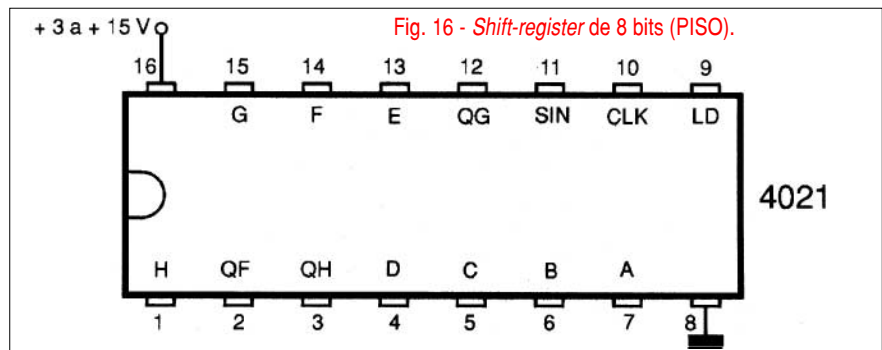 Fig. 16 - Shift-register de 8 bits (PISO).
+ 3 a + 15 V
16 15 14 13 12 11 10 9
G F E QG SIN CLK LD
4021
H QF QH D C B A
1 2 3 4 5 6 7 8